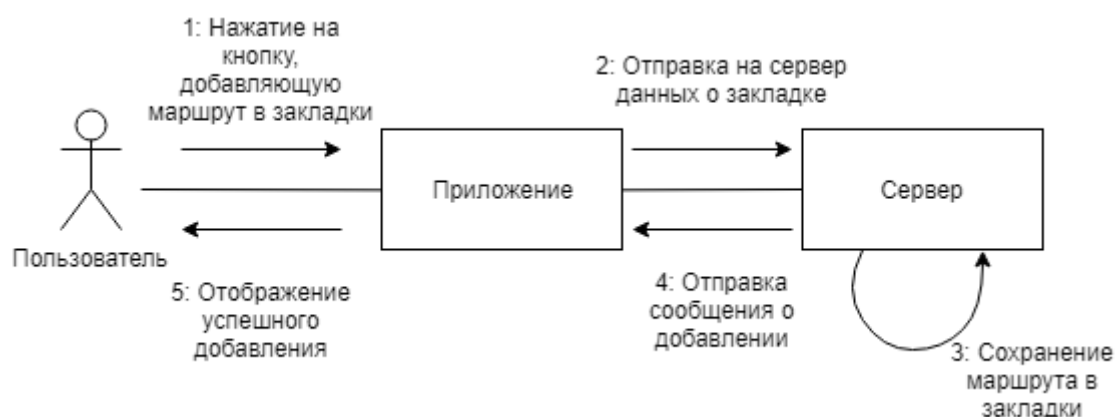 1: Нажатие на
кнопку,
добавляющую
маршрут в закладки
2: Отправка на сервер
данных о закладке
Приложение
Сервер
Пользователь
5: Отображение
успешного
добавления
4: Отправка
сообщения о
добавлении
3: Сохранение
маршрута в
закладки